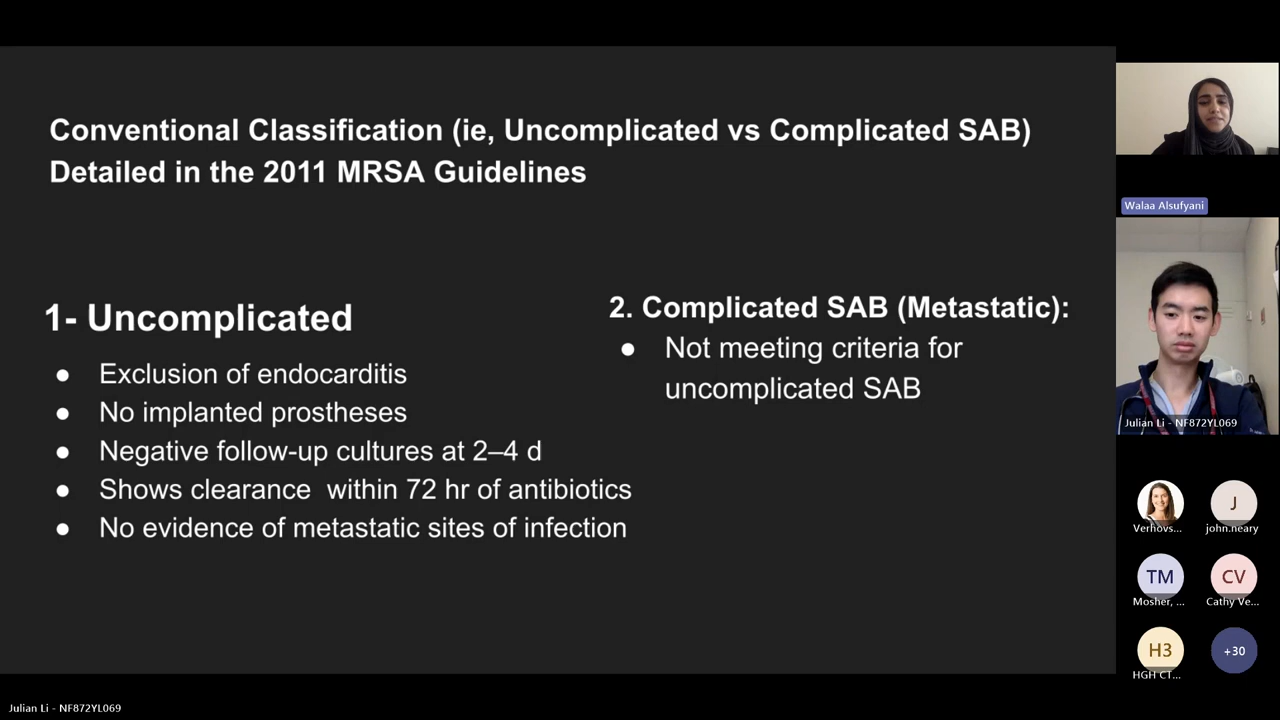 Conventional Classification (ie, Uncomplicated vs Complicated SAB)
Detailed in the 2011 MRSA Guidelines
1- Uncomplicated
● Exclusion of endocarditis
● No implanted prostheses
● Negative follow-up cultures at 2–4 d
● Shows clearance  within 72 hr of antibiotics
● No evidence of metastatic sites of infection
2. Complicated SAB (Metastatic):
● Not meeting criteria for
uncomplicated SAB
Walaa Alsufyani
Julian Li - NF872YL069
Verhovs...
J
john.neary
TM
Mosher, ...
CV
Cathy Ve...
H3
HGH CT...
+30
Julian Li - NF872YL069